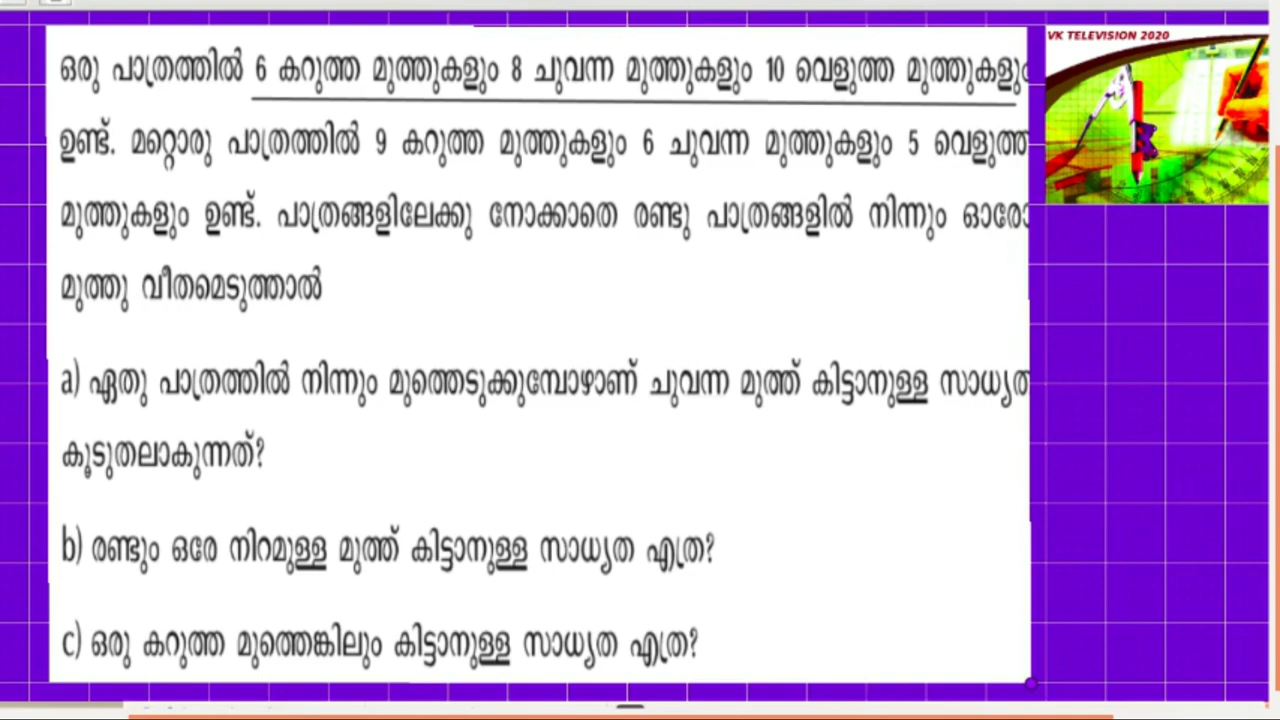 VK TELEVISION 2020
ഒരു പാത്രത്തിൽ 6 കറുത്ത മുത്തുകളും 8 ചുവന്ന മുത്തുകളും 10 വെളുത്ത മുത്തുകളും
ഉണ്ട്. മറ്റൊരു പാത്രത്തിൽ 9 കറുത്ത മുത്തുകളും 6 ചുവന്ന മുത്തുകളും 5 വെളുത്ത
മുത്തുകളും ഉണ്ട്. പാത്രങ്ങളിലേക്കു നോക്കാതെ രണ്ടു പാത്രങ്ങളിൽ നിന്നും ഓരോ
മുത്തു വീതമെടുത്താൽ
a) ഏതു പാത്രത്തിൽ നിന്നും മുത്തെടുക്കുമ്പോഴാണ് ചുവന്ന മുത്ത് കിട്ടാനുള്ള സാധ്യത
കൂടുതലാകുന്നത്?
b) രണ്ടും ഒരേ നിറമുള്ള മുത്ത് കിട്ടാനുള്ള സാധ്യത എത്ര?
c) ഒരു കറുത്ത മുത്തെങ്കിലും കിട്ടാനുള്ള സാധ്യത എത്ര?